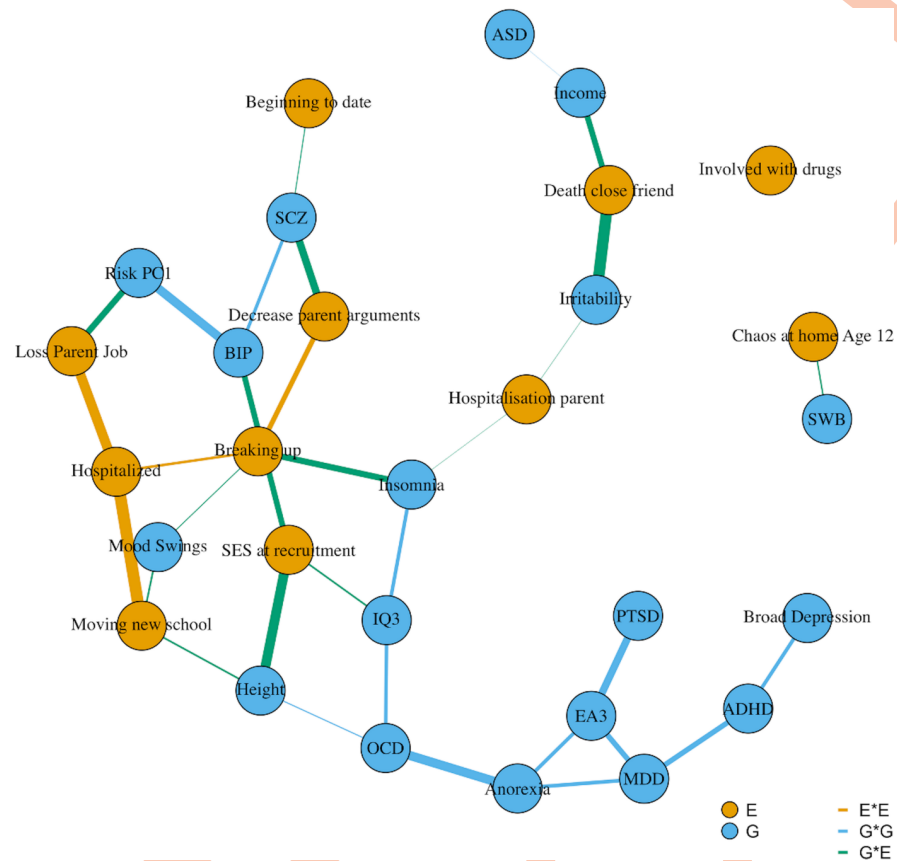 ASD
Income
Beginning to date
Involved with drugs
Death close friend
SCZ
Risk PC1
Irritability
Decrease parent arguments
Chaos at home Age 12
Loss Parent Job
BIP
Hospitalisation parent
SWB
Breaking up
Hospitalized
Insomnia
Mood Swings
SES at recruitment
IQ3
PTSD
Broad Depression
Moving new school
Height
EA3
ADHD
OCD
MDD
Anorexia
E
G
E*E
G*G
G*E